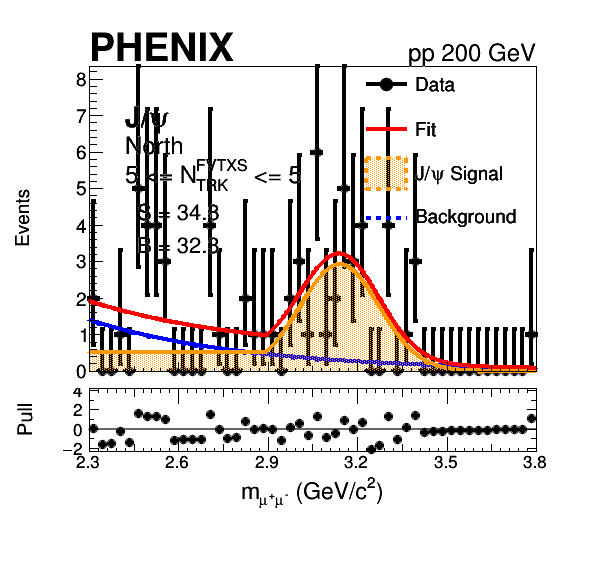 PHENIX pp 200 GeV
8
7
6
5
4
3
2
1
0
Events
J/ψ
North
5 <= N_TRK^FVTXS <= 5
S = 34.3
B = 32.8
Data
Fit
J/ψ Signal
Background
4
2
0
−2
Pull
2.3 2.6 2.9 3.2 3.5 3.8
m_μ⁺μ⁻ (GeV/c²)